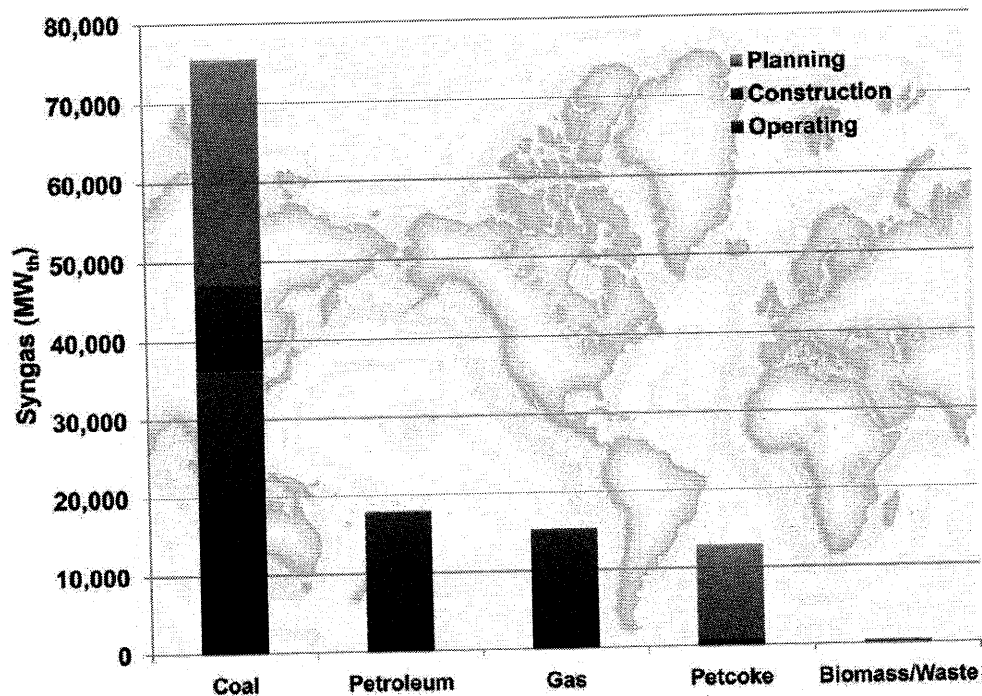 80,000
70,000
60,000
50,000
40,000
30,000
20,000
10,000
0
Syngas (MWth)
Planning
Construction
Operating
Coal
Petroleum
Gas
Petcoke
Biomass/Waste